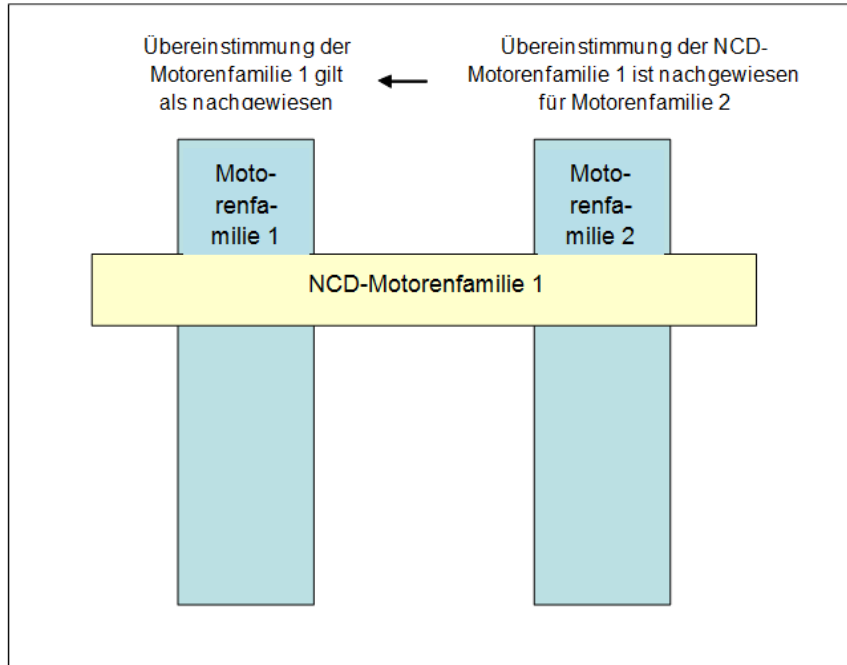 Übereinstimmung der
Motorenfamilie 1 gilt
als nachgewiesen
Übereinstimmung der NCD-
Motorenfamilie 1 ist nachgewiesen
für Motorenfamilie 2
Moto-
renfa-
milie 1
Moto-
renfa-
milie 2
NCD-Motorenfamilie 1